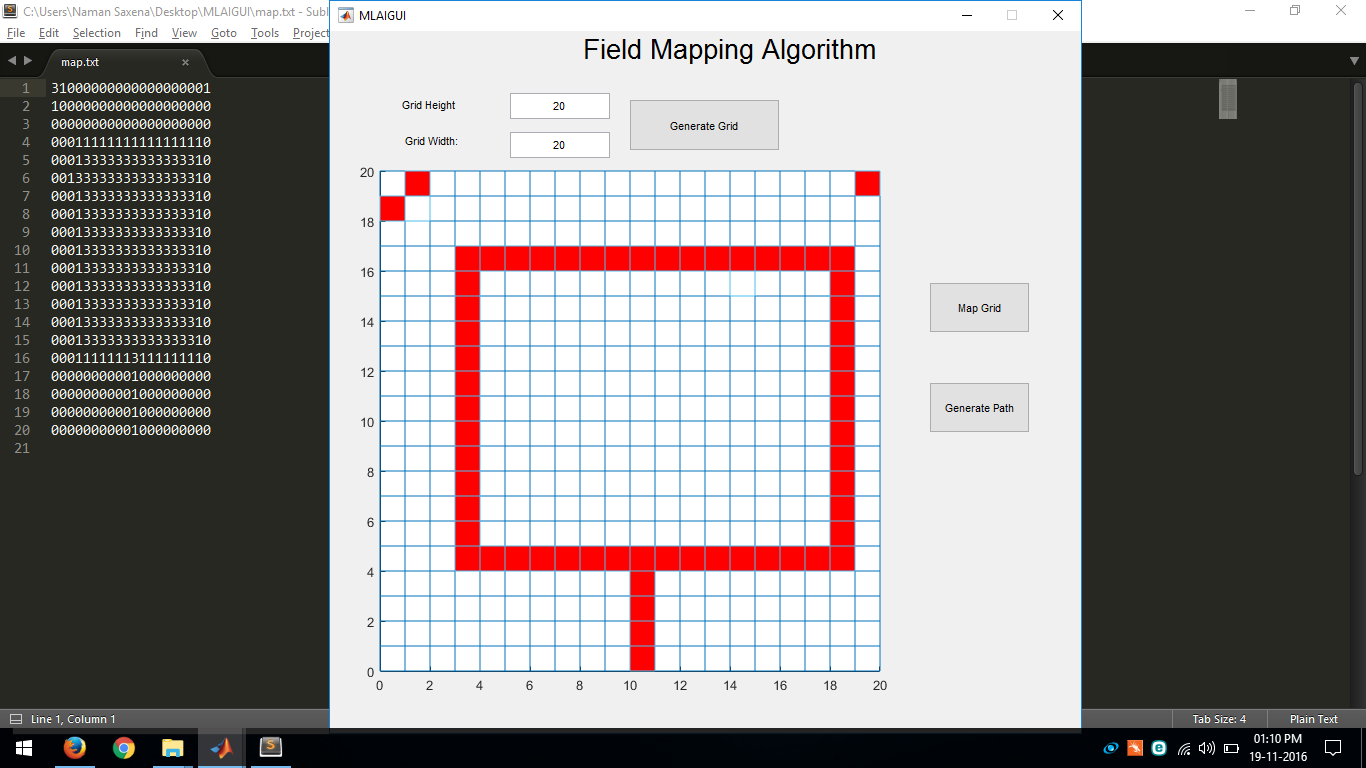 C:\Users\Naman Saxena\Desktop\MLAIGUI\map.txt - Subl
File Edit Selection Find View Goto Tools Project
map.txt ×
1 31000000000000000001
2 10000000000000000000
3 00000000000000000000
4 00011111111111111110
5 00013333333333333310
6 00133333333333333310
7 00013333333333333310
8 00013333333333333310
9 00013333333333333310
10 00013333333333333310
11 00013333333333333310
12 00013333333333333310
13 00013333333333333310
14 00013333333333333310
15 00013333333333333310
16 00011111113111111110
17 00000000001000000000
18 00000000001000000000
19 00000000001000000000
20 00000000001000000000
21
MLAIGUI
Field Mapping Algorithm
Grid Height 20
Generate Grid
Grid Width: 20
20
18
16
14
12
10
8
6
4
2
0
0 2 4 6 8 10 12 14 16 18 20
Map Grid
Generate Path
Line 1, Column 1
Tab Size: 4 Plain Text
01:10 PM
19-11-2016